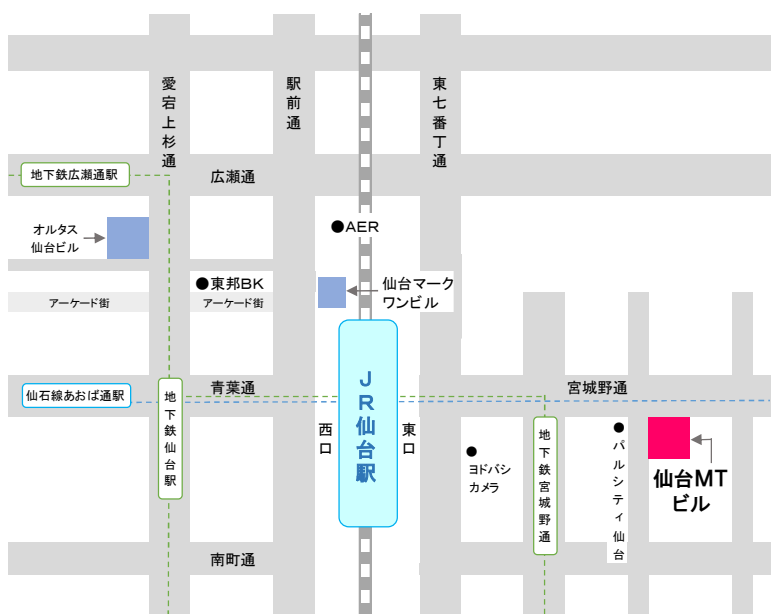 愛宕上杉通
駅前通
東七番丁通
地下鉄広瀬通駅
広瀬通
オルタス
仙台ビル
●AER
●東邦BK
仙台マーク
ワンビル
アーケード街
アーケード街
JR仙台駅
青葉通
宮城野通
仙石線あおば通駅
地下鉄仙台駅
西口
東口
●
ヨドバシ
カメラ
地下鉄宮城野通
●パルシティ仙台
仙台MT
ビル
南町通